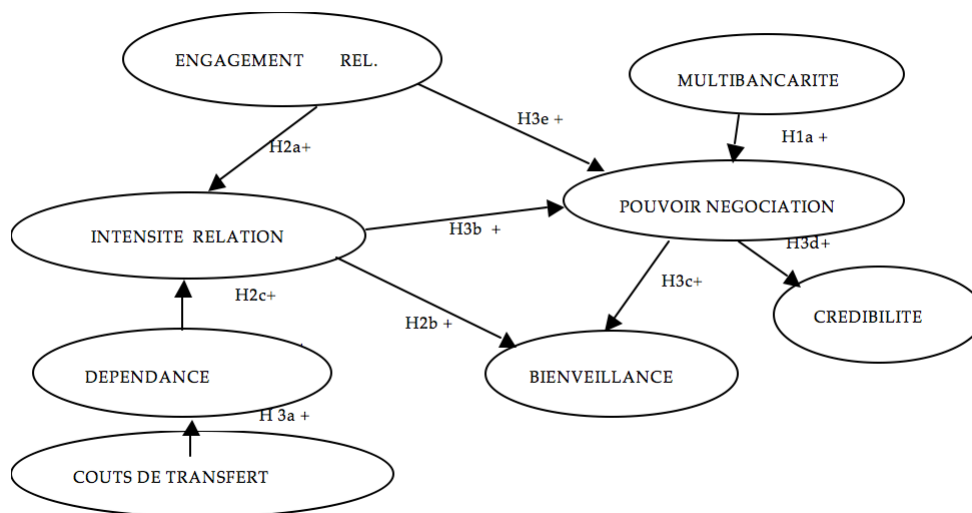 ENGAGEMENT REL.
MULTIBANCARITE
H3e +
H1a +
H2a+
POUVOIR NEGOCIATION
INTENSITE RELATION
H3b +
H3d+
H2c+
H3c+
H2b +
CREDIBILITE
DEPENDANCE
BIENVEILLANCE
H 3a +
COUTS DE TRANSFERT